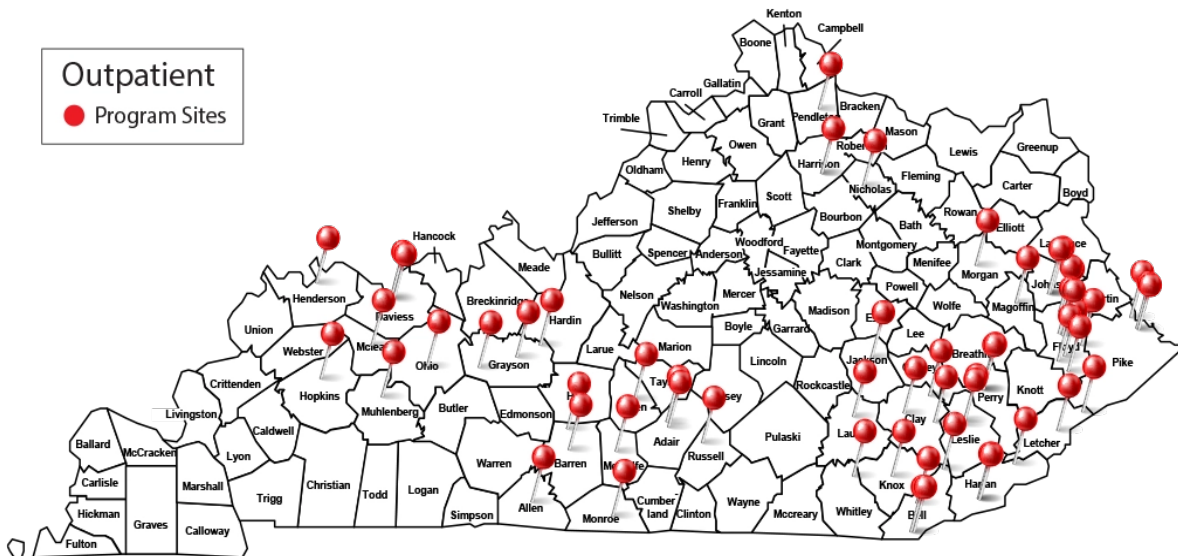 Kenton
Campbell
Boone
Outpatient
Program Sites
Gallatin
Carroll
Trimble
Grant
Pendleton
Bracken
Mason
Owen
Lewis
Greenup
Henry
Harrison
Oldham
Nicholas
Fleming
Carter
Boyd
Scott
Shelby
Franklin
Rowan
Jefferson
Bourbon
Bath
Elliott
Hancock
Spencer
Anderson
Woodford
Fayette
Montgomery
Bullitt
Clark
Menifee
Morgan
Meade
Jessamine
Powell
Henderson
Breckinridge
Nelson
Washington
Mercer
Madison
Wolfe
Magoffin
Union
Daviess
Hardin
Boyle
Garrard
Lee
Webster
Mclean
Ohio
Grayson
Larue
Marion
Lincoln
Jackson
Pike
Crittenden
Hopkins
Rockcastle
Knott
Livingston
Muhlenberg
Butler
Edmonson
Perry
Caldwell
Adair
Clay
Ballard
McCracken
Lyon
Warren
Barren
Russell
Pulaski
Leslie
Letcher
Carlisle
Marshall
Trigg
Christian
Todd
Logan
Knox
Hickman
Graves
Calloway
Simpson
Allen
Monroe
Cumber-
land
Clinton
Wayne
Mccreary
Whitley
Bell
Fulton